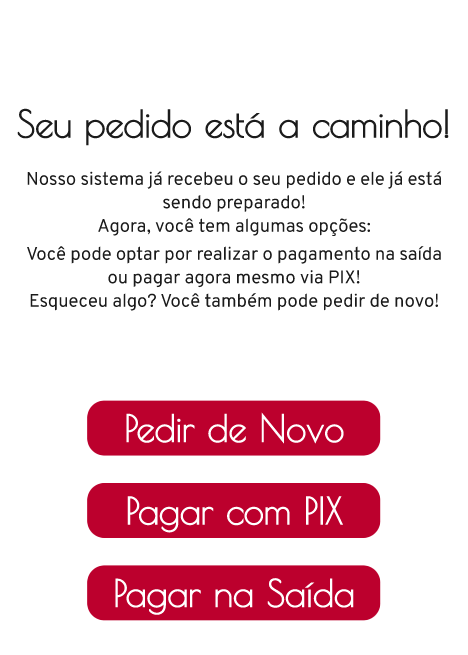 Seu pedido está a caminho!
Nosso sistema já recebeu o seu pedido e ele já está
sendo preparado!
Agora, você tem algumas opções:
Você pode optar por realizar o pagamento na saída
ou pagar agora mesmo via PIX!
Esqueceu algo? Você também pode pedir de novo!
Pedir de Novo
Pagar com PIX
Pagar na Saída